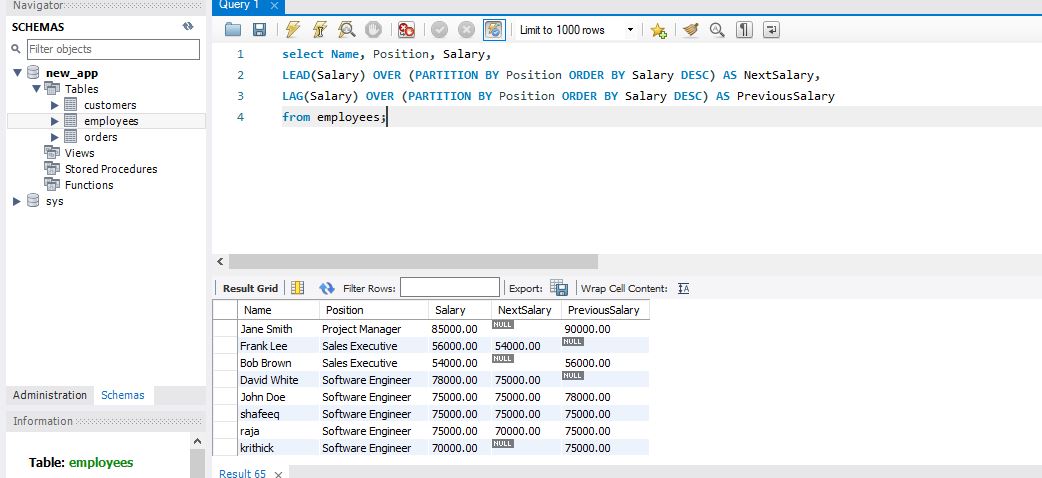 Navigator
Query 1
SCHEMAS
Filter objects
new_app
Tables
customers
employees
orders
Views
Stored Procedures
Functions
sys
Administration Schemas
Information
Table: employees
Limit to 1000 rows
1 select Name, Position, Salary,
2 LEAD(Salary) OVER (PARTITION BY Position ORDER BY Salary DESC) AS NextSalary,
3 LAG(Salary) OVER (PARTITION BY Position ORDER BY Salary DESC) AS PreviousSalary
4 from employees;
Result Grid Filter Rows: Export: Wrap Cell Content:
Name Position Salary NextSalary PreviousSalary
Jane Smith Project Manager 85000.00 NULL 90000.00
Frank Lee Sales Executive 56000.00 54000.00 NULL
Bob Brown Sales Executive 54000.00 NULL 56000.00
David White Software Engineer 78000.00 75000.00 NULL
John Doe Software Engineer 75000.00 75000.00 78000.00
shafeeq Software Engineer 75000.00 75000.00 75000.00
raja Software Engineer 75000.00 70000.00 75000.00
krithick Software Engineer 70000.00 NULL 75000.00
Result 65